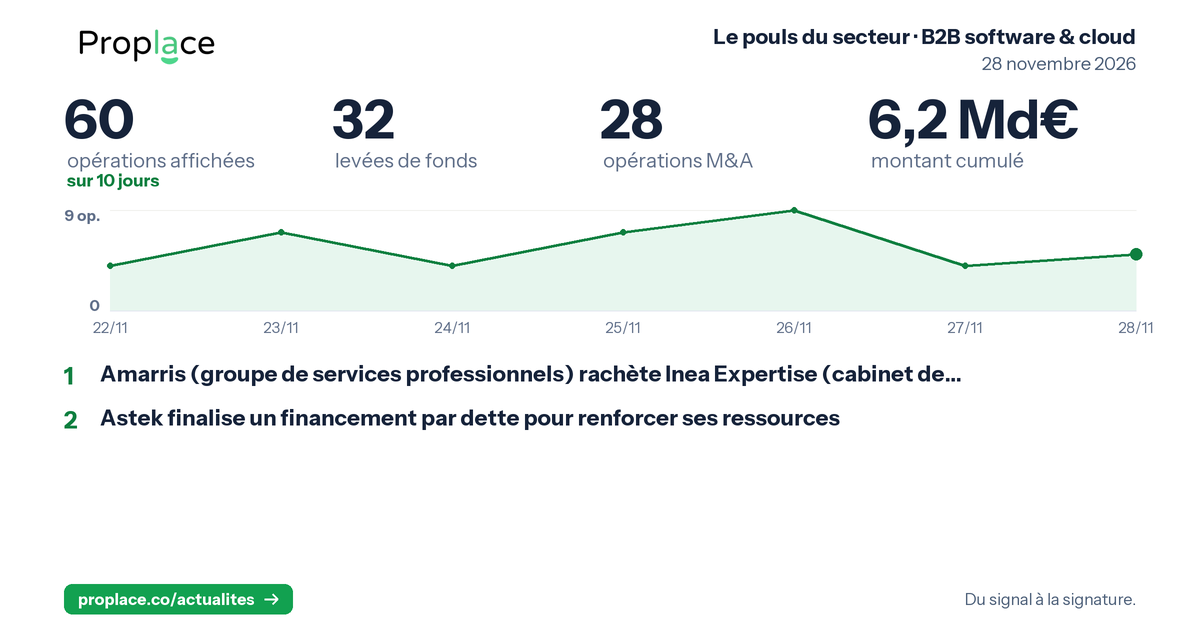 Proplace
Le pouls du secteur · B2B software & cloud
28 novembre 2026
60
opérations affichées
sur 10 jours
32
levées de fonds
28
opérations M&A
6,2 Md€
montant cumulé
9 op.
0
22/11
23/11
24/11
25/11
26/11
27/11
28/11
1 Amarris (groupe de services professionnels) rachète Inea Expertise (cabinet de…
2 Astek finalise un financement par dette pour renforcer ses ressources
proplace.co/actualites →
Du signal à la signature.